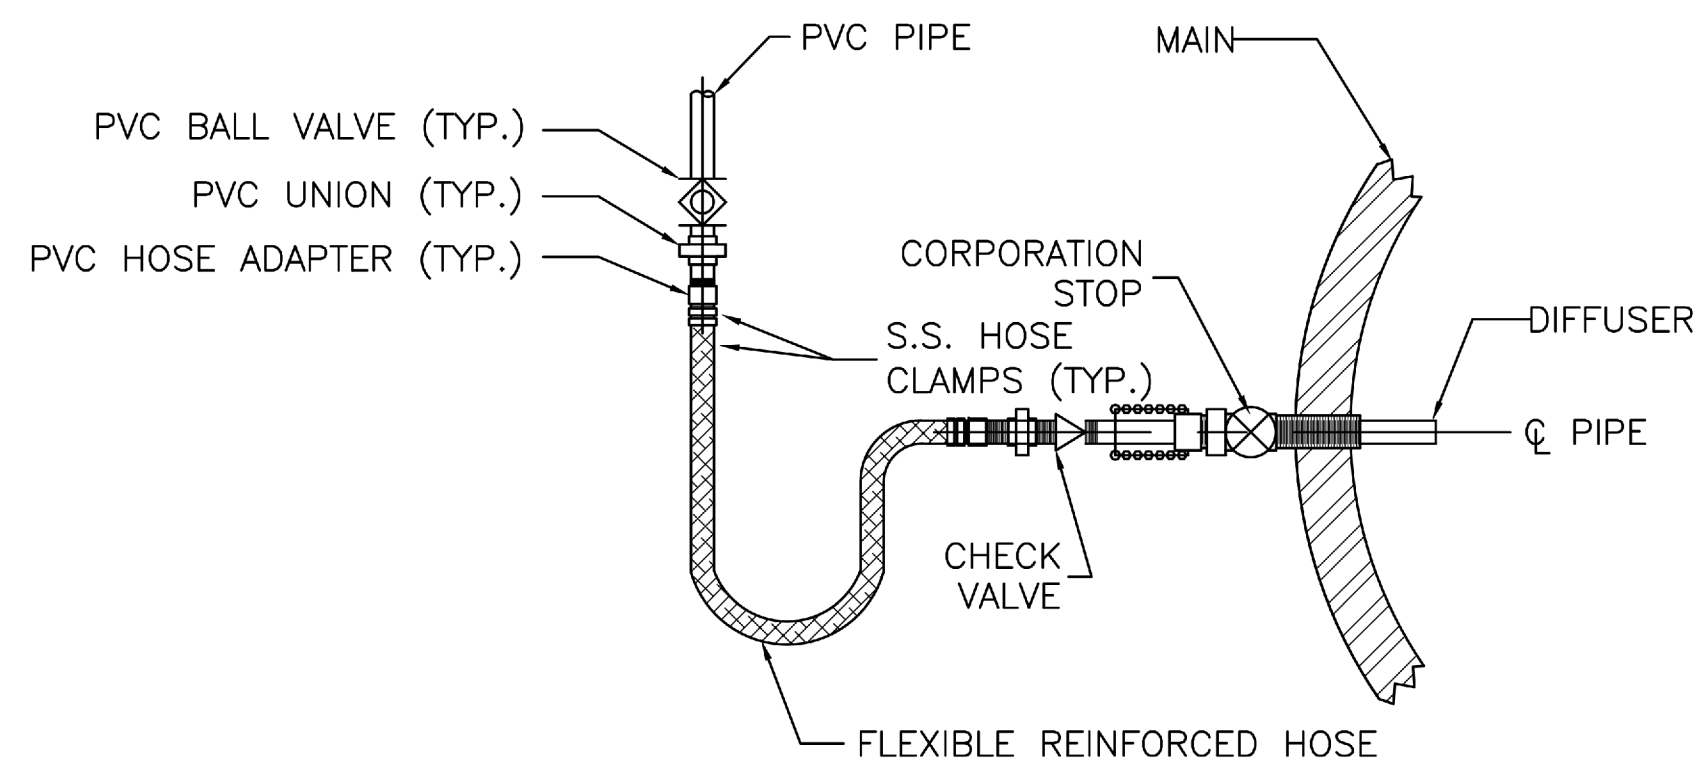 PVC PIPE
MAIN
PVC BALL VALVE (TYP.)
PVC UNION (TYP.)
PVC HOSE ADAPTER (TYP.)
CORPORATION
STOP
DIFFUSER
S.S. HOSE
CLAMPS (TYP.)
℄ PIPE
CHECK
VALVE
FLEXIBLE REINFORCED HOSE